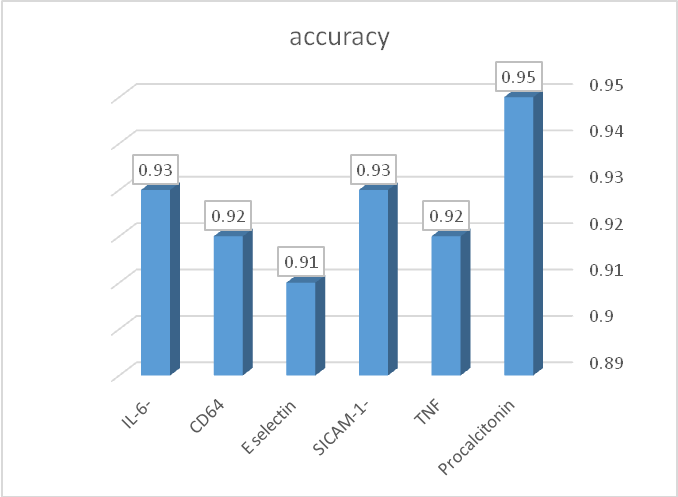 accuracy
0.93
0.92
0.91
0.93
0.92
0.95
0.95
0.94
0.93
0.92
0.91
0.9
0.89
IL-6-
CD64
E selectin
SICAM-1-
TNF
Procalcitonin